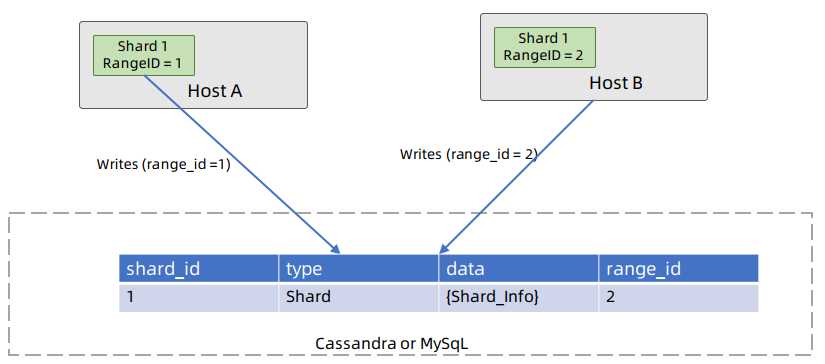 Shard 1
RangeID = 1
Host A
Shard 1
RangeID = 2
Host B
Writes (range_id =1)
Writes (range_id = 2)
shard_id type data range_id
1 Shard {Shard_Info} 2
Cassandra or MySqL